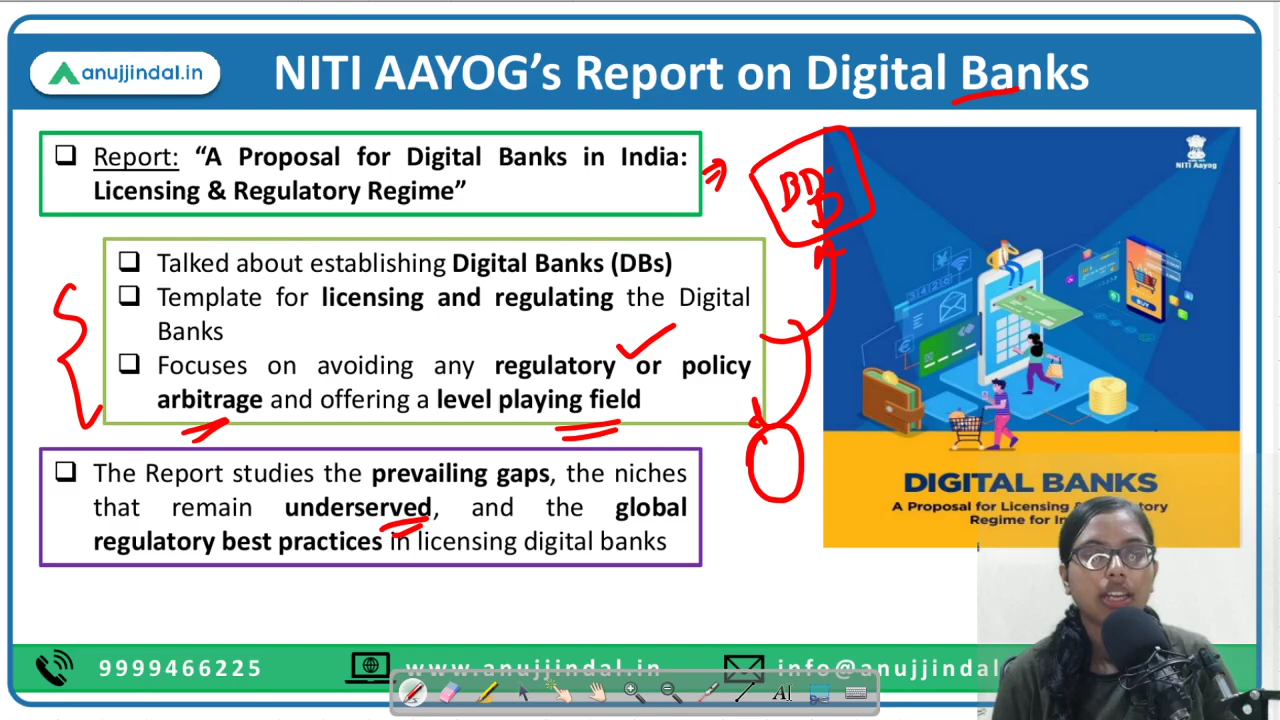 anujjindal.in
NITI AAYOG's Report on Digital Banks
Report: "A Proposal for Digital Banks in India:
Licensing & Regulatory Regime"
Talked about establishing Digital Banks (DBs)
Template for licensing and regulating the Digital
Banks
Focuses on avoiding any regulatory or policy
arbitrage and offering a level playing field
The Report studies the prevailing gaps, the niches
that remain underserved, and the global
regulatory best practices in licensing digital banks
NITI Aayog
BUY
DIGITAL BANKS
A Proposal for Licensing &
Regime for
9999466225
www.anujjindal.in
info@anujjindal